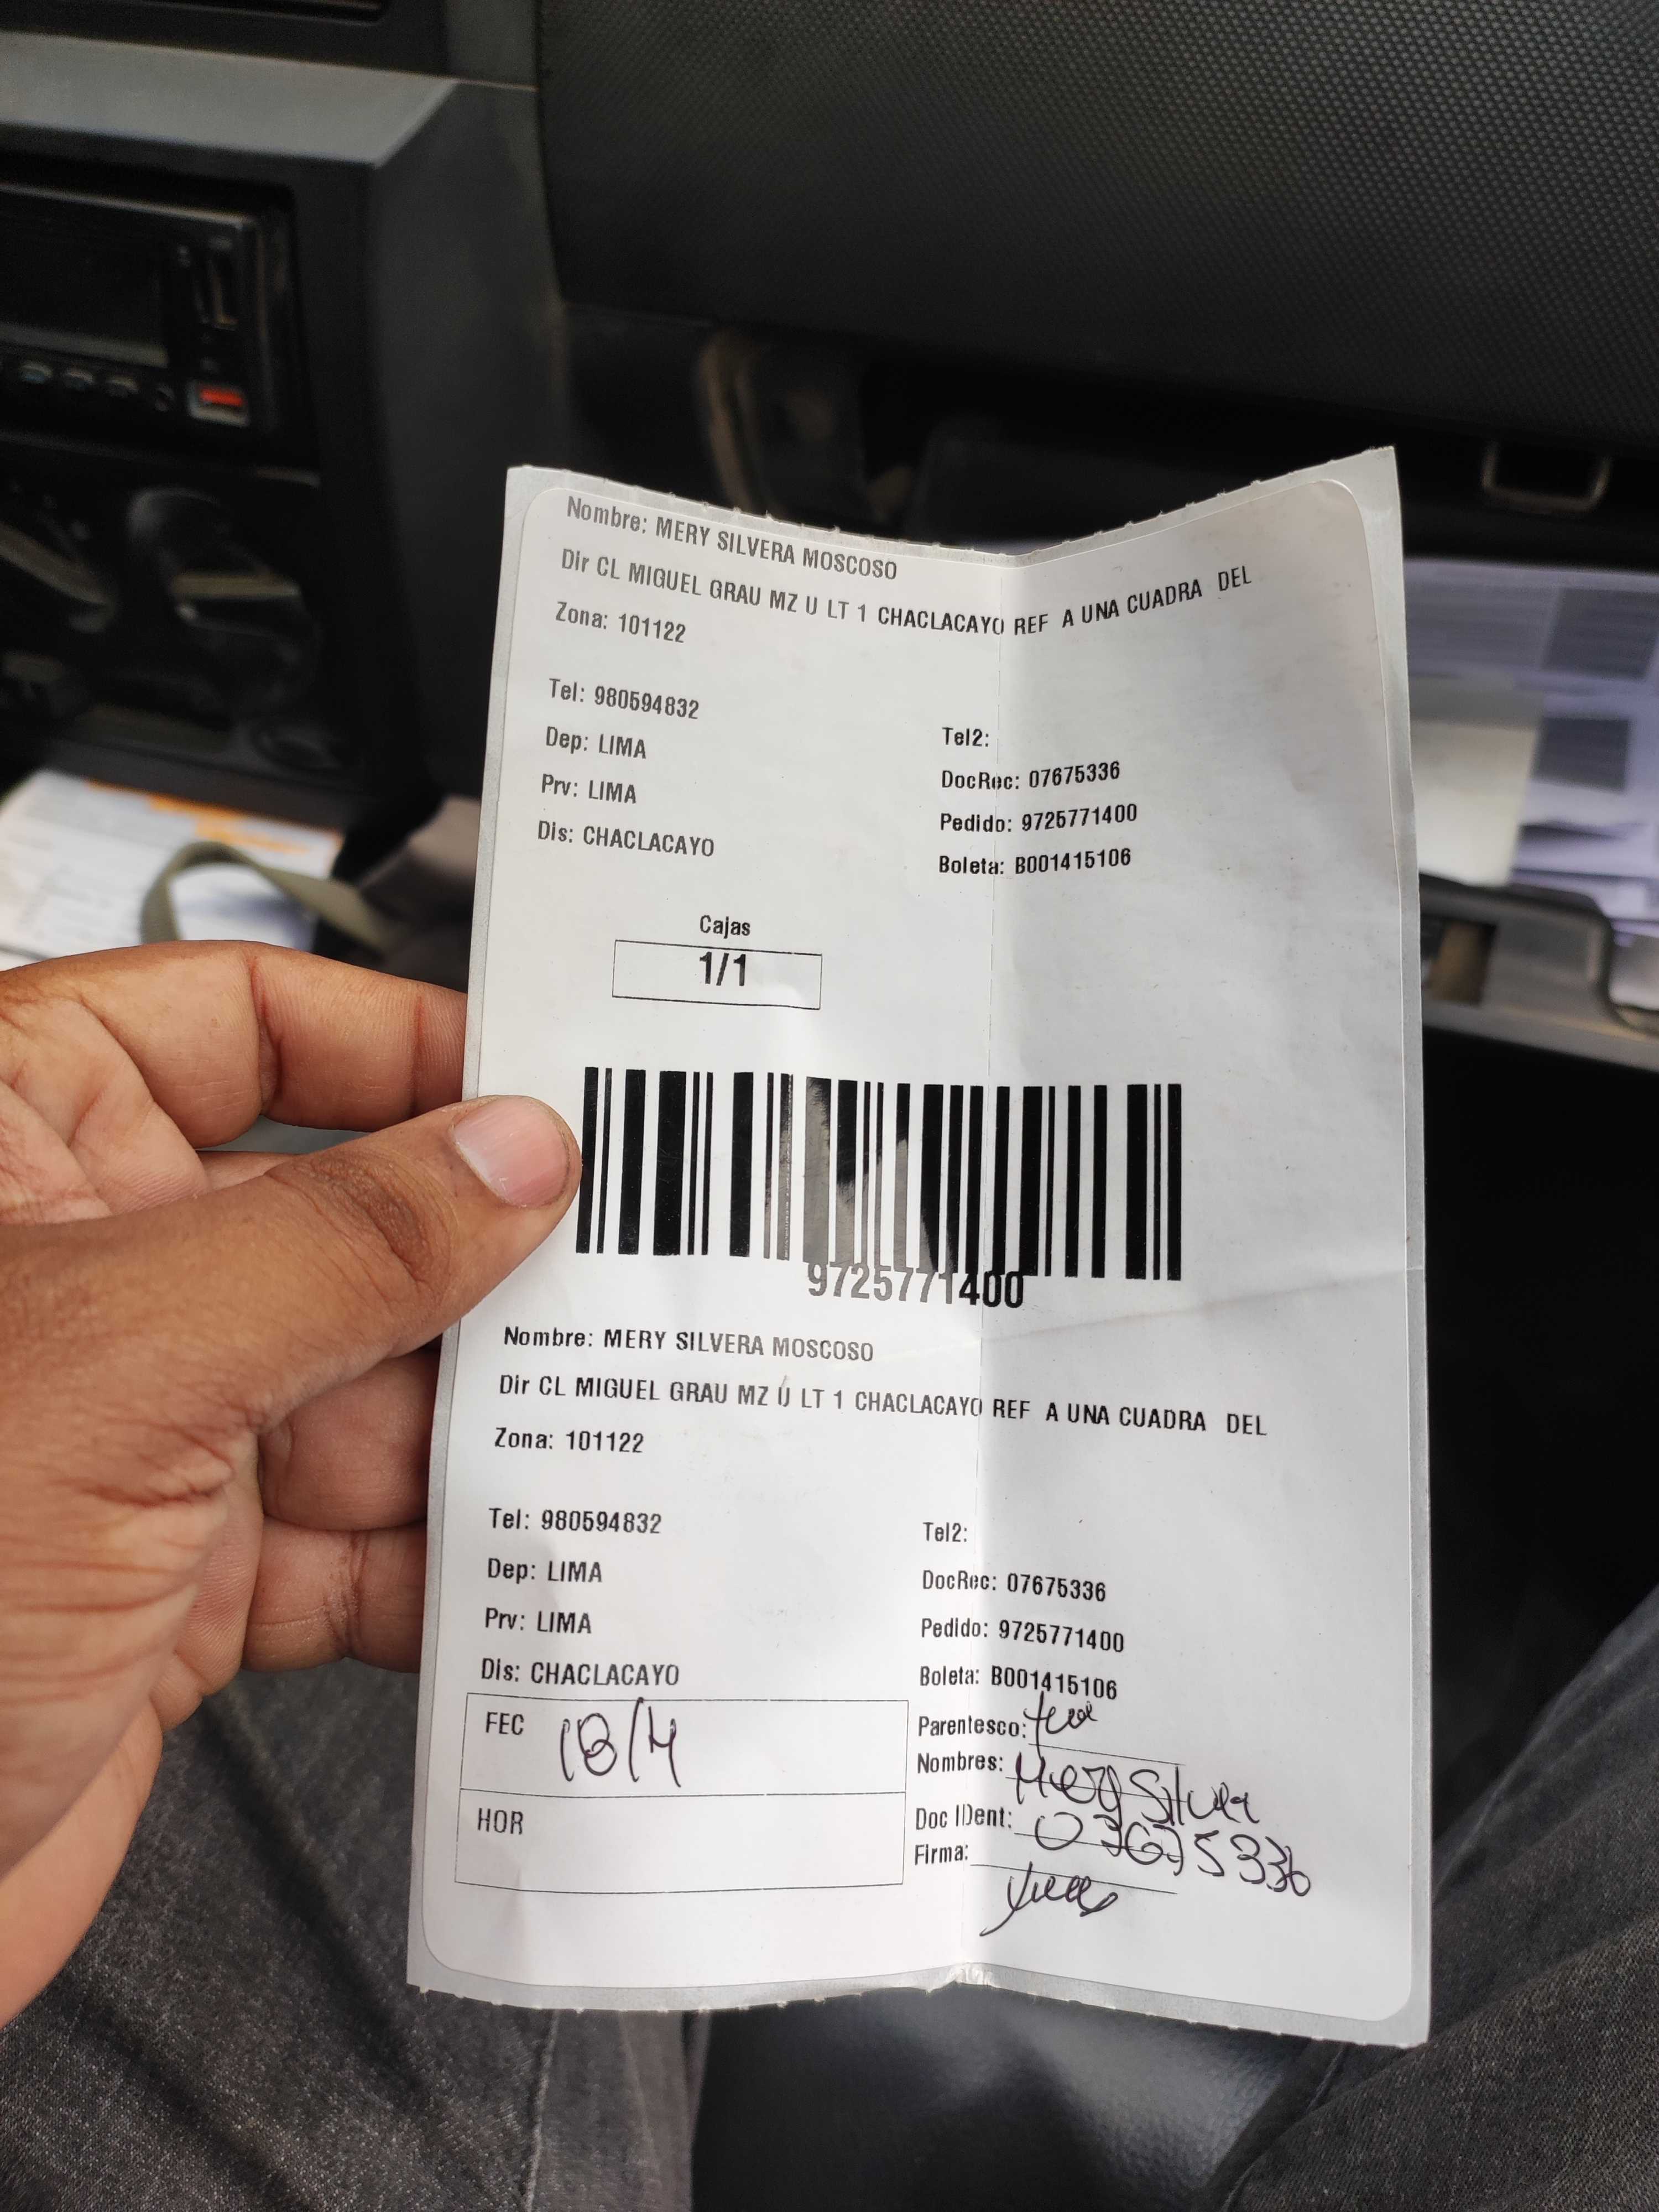 Nombre: MERY SILVERA MOSCOSO
Dir CL MIGUEL GRAU MZ U LT 1 CHACLACAYO REF A UNA CUADRA DEL
Zona: 101122
Tel: 980594832
Tel2:
Dep: LIMA
DocRec: 07675336
Prv: LIMA
Pedido: 9725771400
Dis: CHACLACAYO
Boleta: B001415106
Cajas
1/1
9725771400
Nombre: MERY SILVERA MOSCOSO
Dir CL MIGUEL GRAU MZ U LT 1 CHACLACAYO REF A UNA CUADRA DEL
Zona: 101122
Tel: 980594832
Tel2:
Dep: LIMA
DocRec: 07675336
Prv: LIMA
Pedido: 9725771400
Dis: CHACLACAYO
Boleta: B001415106
FEC
Parentesco:
Nombres: Mery Silvera
HOR
Doc IDent: 07675336
Firma: